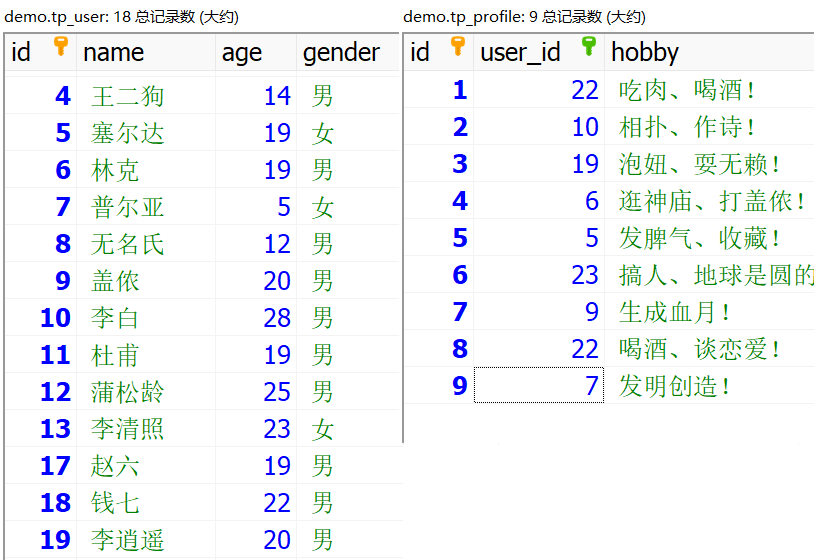 demo.tp_user: 18 总记录数 (大约)
id name age gender
4 王二狗 14 男
5 塞尔达 19 女
6 林克 19 男
7 普尔亚 5 女
8 无名氏 12 男
9 盖侬 20 男
10 李白 28 男
11 杜甫 19 男
12 蒲松龄 25 男
13 李清照 23 女
17 赵六 19 男
18 钱七 22 男
19 李逍遥 20 男
demo.tp_profile: 9 总记录数 (大约)
id user_id hobby
1 22 吃肉、喝酒！
2 10 相扑、作诗！
3 19 泡妞、耍无赖！
4 6 逛神庙、打盖侬！
5 5 发脾气、收藏！
6 23 搞人、地球是圆的
7 9 生成血月！
8 22 喝酒、谈恋爱！
9 7 发明创造！